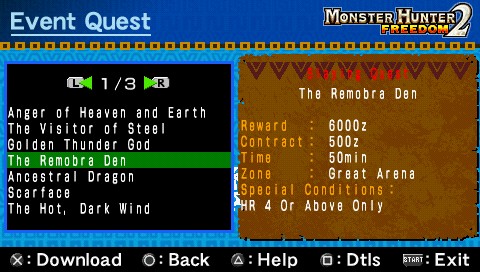 Event Quest
MONSTER HUNTER
FREEDOM 2
L 1/3 R
Anger of Heaven and Earth
The Visitor of Steel
Golden Thunder God
The Remobra Den
Ancestral Dragon
Scarface
The Hot, Dark Wind
Slaying Quest
The Remobra Den
Reward : 6000z
Contract : 500z
Time : 50min
Zone : Great Arena
Special Conditions :
HR 4 Or Above Only
X:Download O:Back △:Help □:Dtls START:Exit